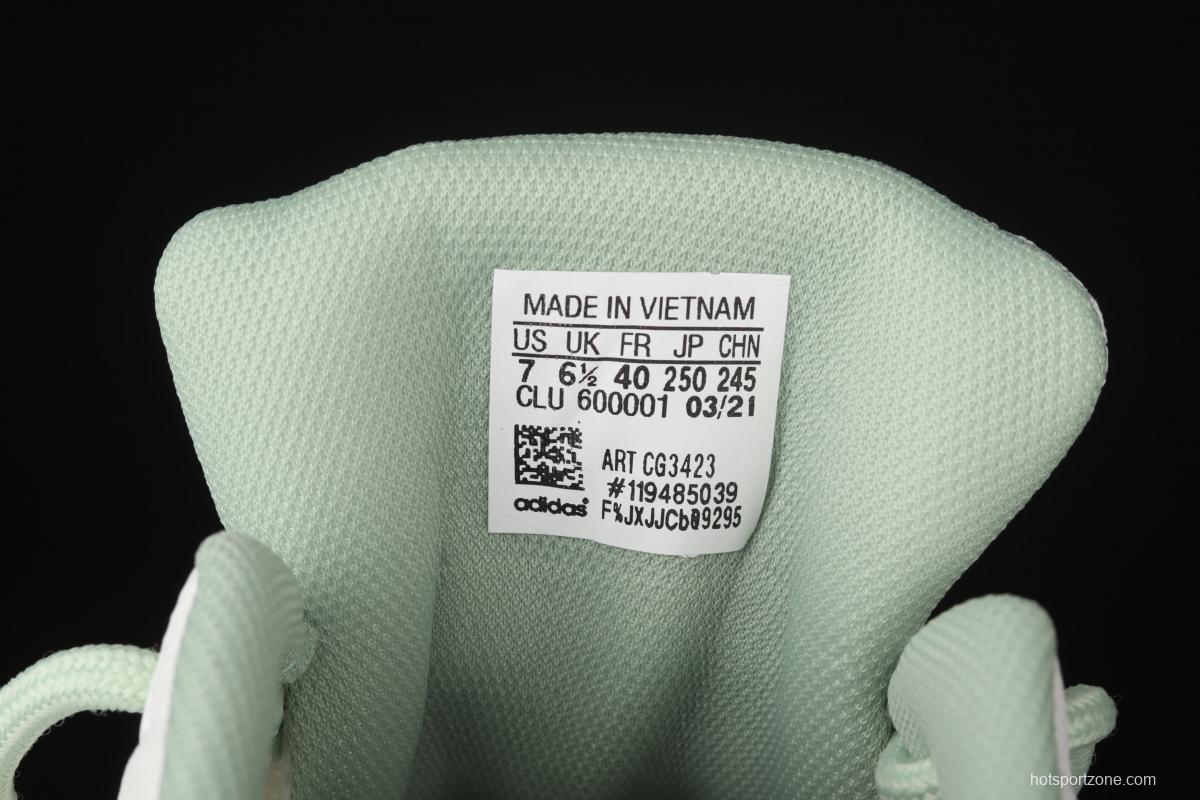 MADE IN VIETNAM
US UK FR JP CHN
7 6½ 40 250 245
CLU 600001 03/21
ART CG3423
#119485039
adidas
F%JXJJCb09295
hotsportzone.com